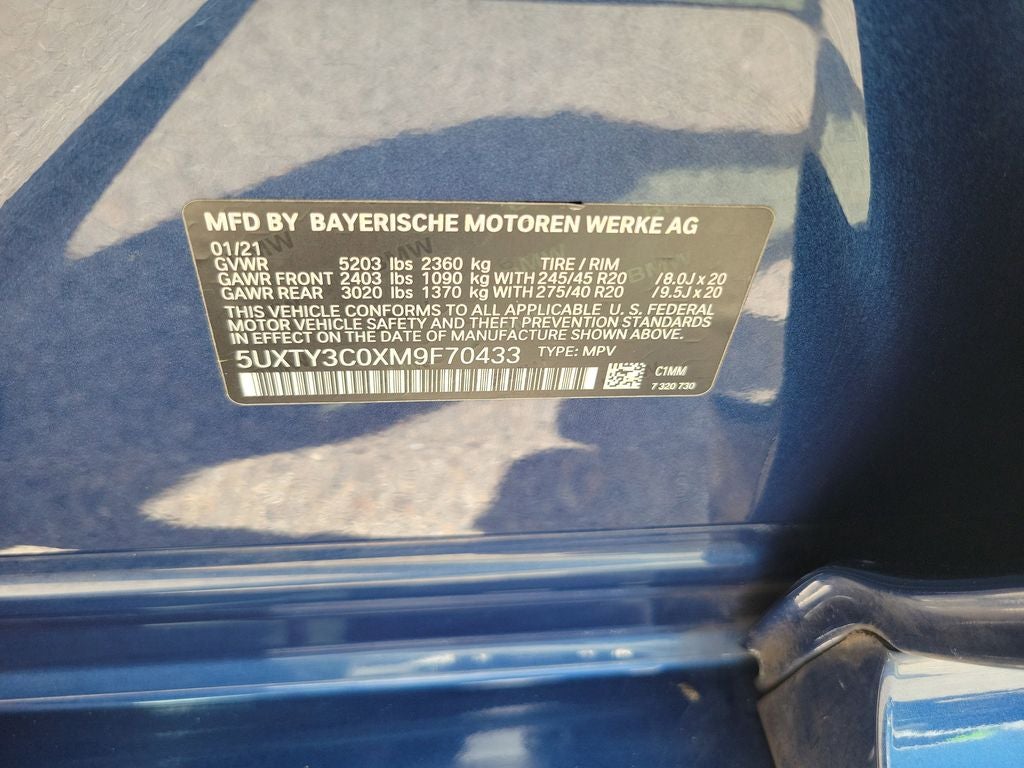 MFD BY BAYERISCHE MOTOREN WERKE AG
01/21
GVWR 5203 lbs 2360 kg TIRE / RIM
GAWR FRONT 2403 lbs 1090 kg WITH 245/45 R20 /8.0J x 20
GAWR REAR 3020 lbs 1370 kg WITH 275/40 R20 /9.5J x 20
THIS VEHICLE CONFORMS TO ALL APPLICABLE U. S. FEDERAL
MOTOR VEHICLE SAFETY AND THEFT PREVENTION STANDARDS
IN EFFECT ON THE DATE OF MANUFACTURE SHOWN ABOVE.
5UXTY3C0XM9F70433 TYPE: MPV
C1MM
7 320 730